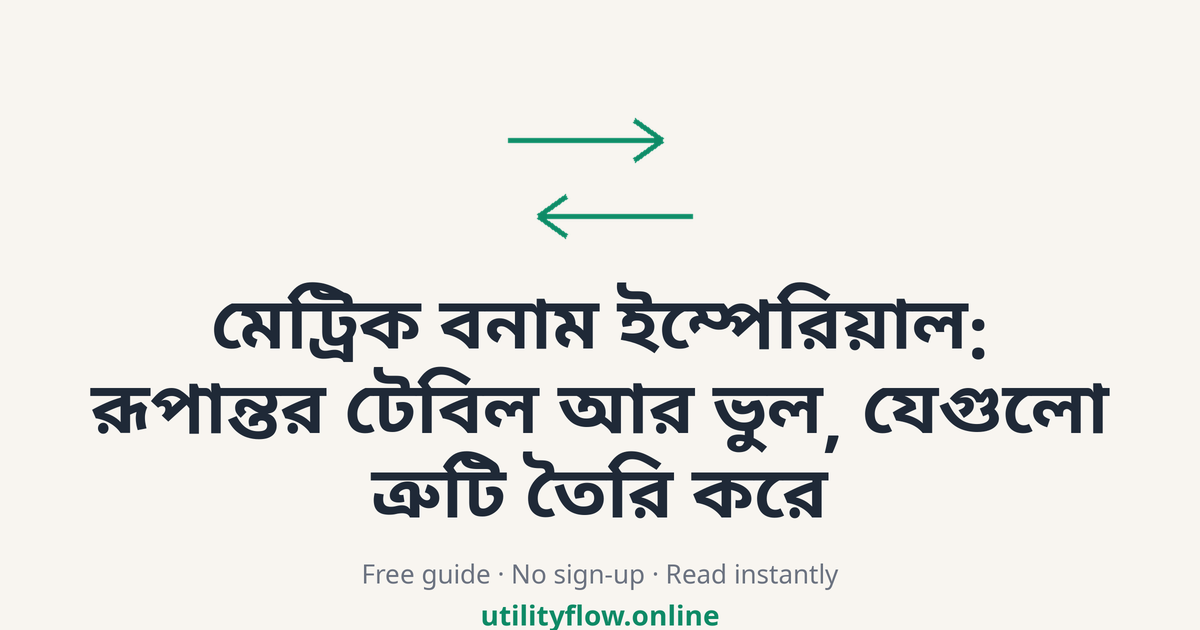 মেট্রিক বনাম ইম্পেরিয়াল:
রূপান্তর টেবিল আর ভুল, যেগুলো
ত্রুটি তৈরি করে
Free guide · No sign-up · Read instantly
utilityflow.online